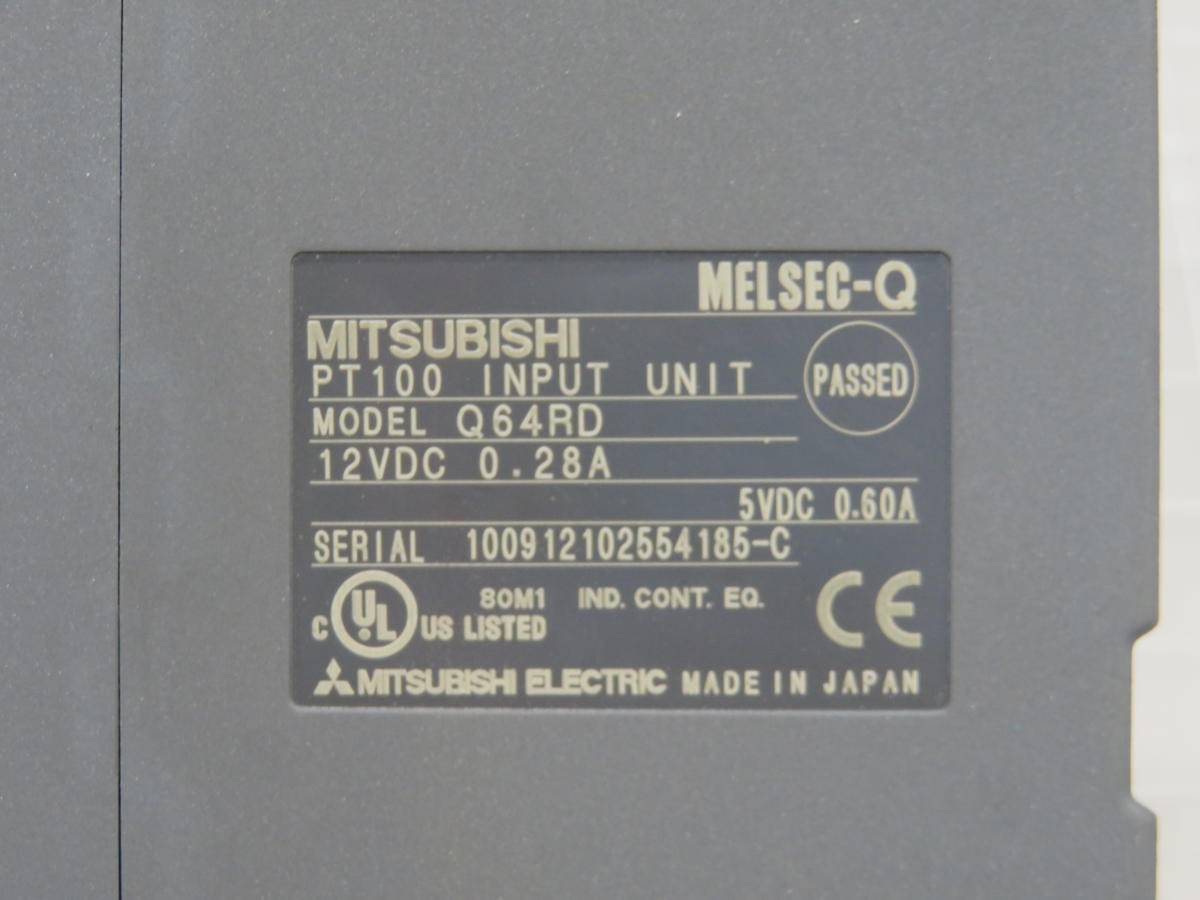 MELSEC-Q
MITSUBISHI
PT100 INPUT UNIT
PASSED
MODEL Q64RD
12VDC 0.28A
5VDC 0.60A
SERIAL 100912102554185-C
80M1 IND. CONT. EQ.
C UL US LISTED
CE
MITSUBISHI ELECTRIC MADE IN JAPAN